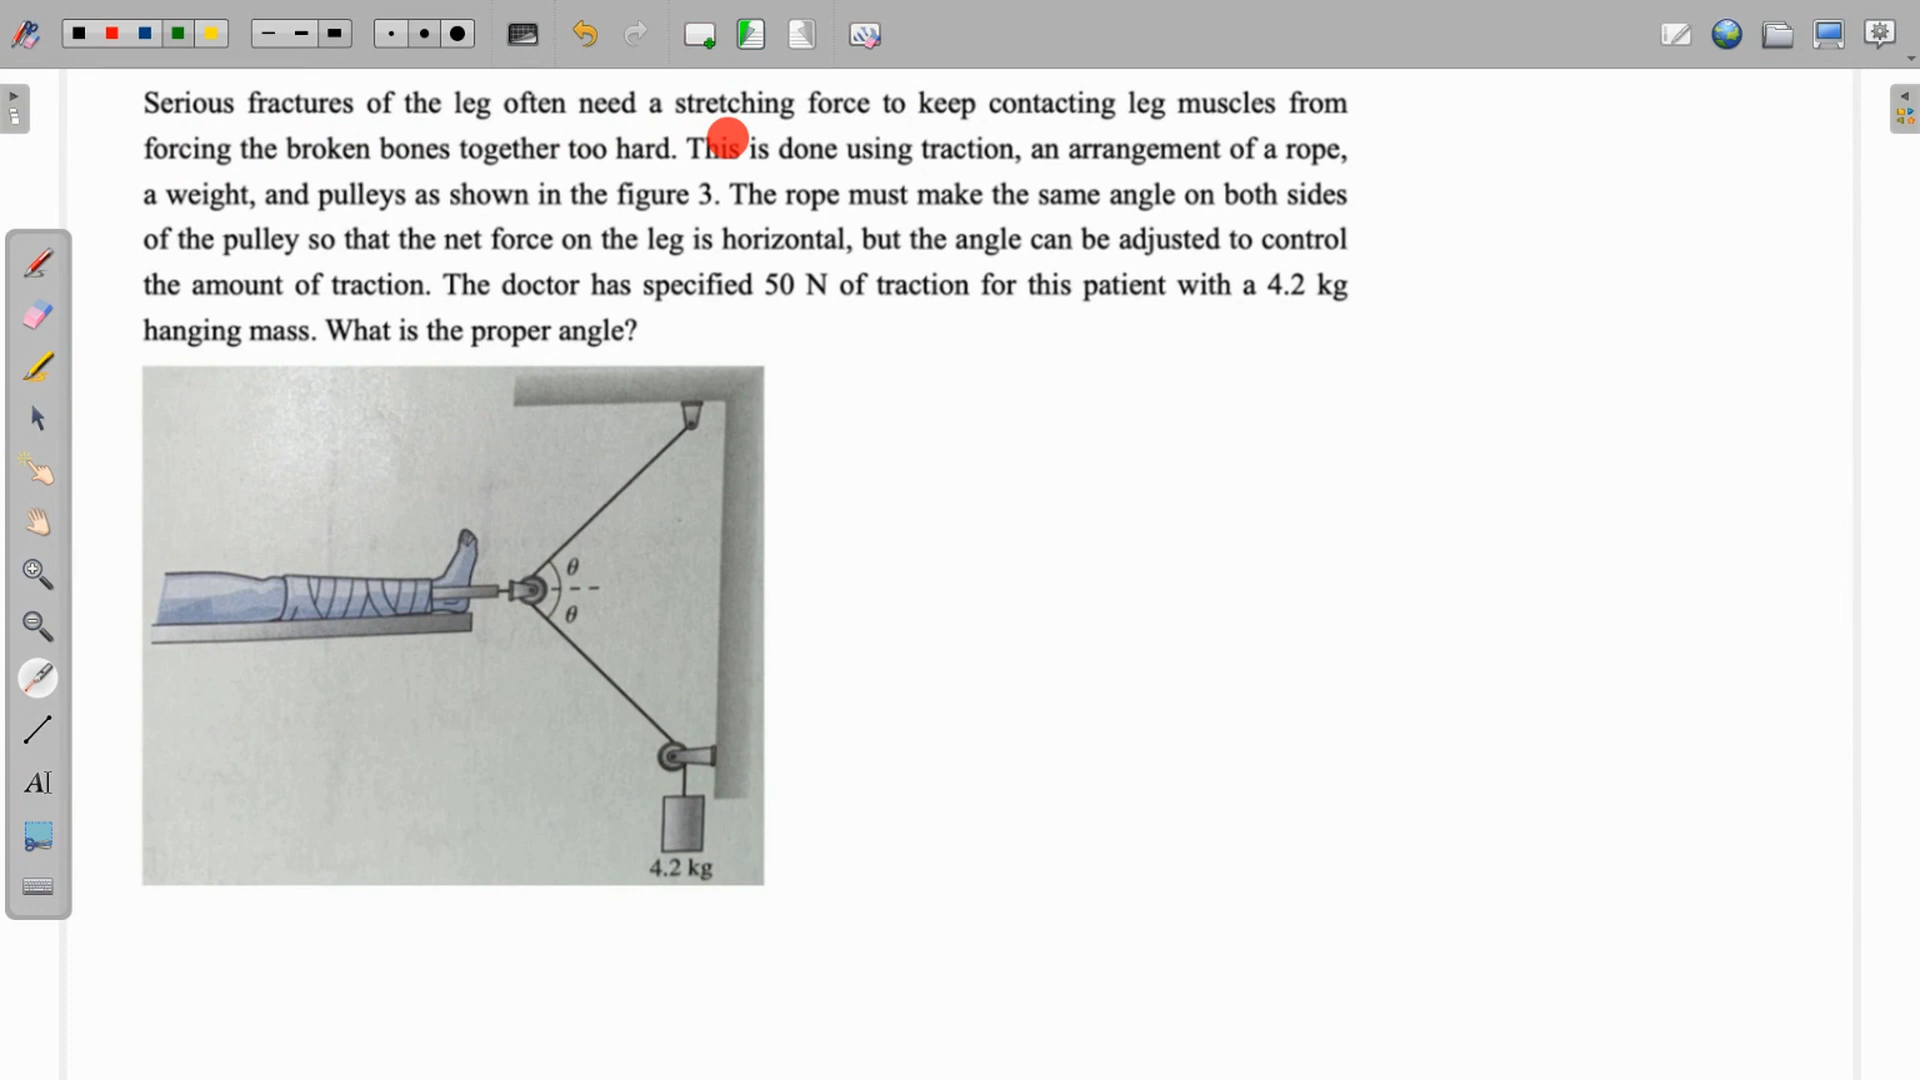 Serious fractures of the leg often need a stretching force to keep contacting leg muscles from
forcing the broken bones together too hard. This is done using traction, an arrangement of a rope,
a weight, and pulleys as shown in the figure 3. The rope must make the same angle on both sides
of the pulley so that the net force on the leg is horizontal, but the angle can be adjusted to control
the amount of traction. The doctor has specified 50 N of traction for this patient with a 4.2 kg
hanging mass. What is the proper angle?
θ
θ
4.2 kg
AI